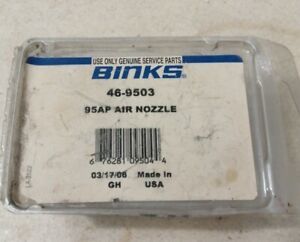 USE ONLY GENUINE SERVICE PARTS
BINKS
46-9503
95AP AIR NOZZLE
6 76281 09504 4
03/17/06 Made In
GH USA